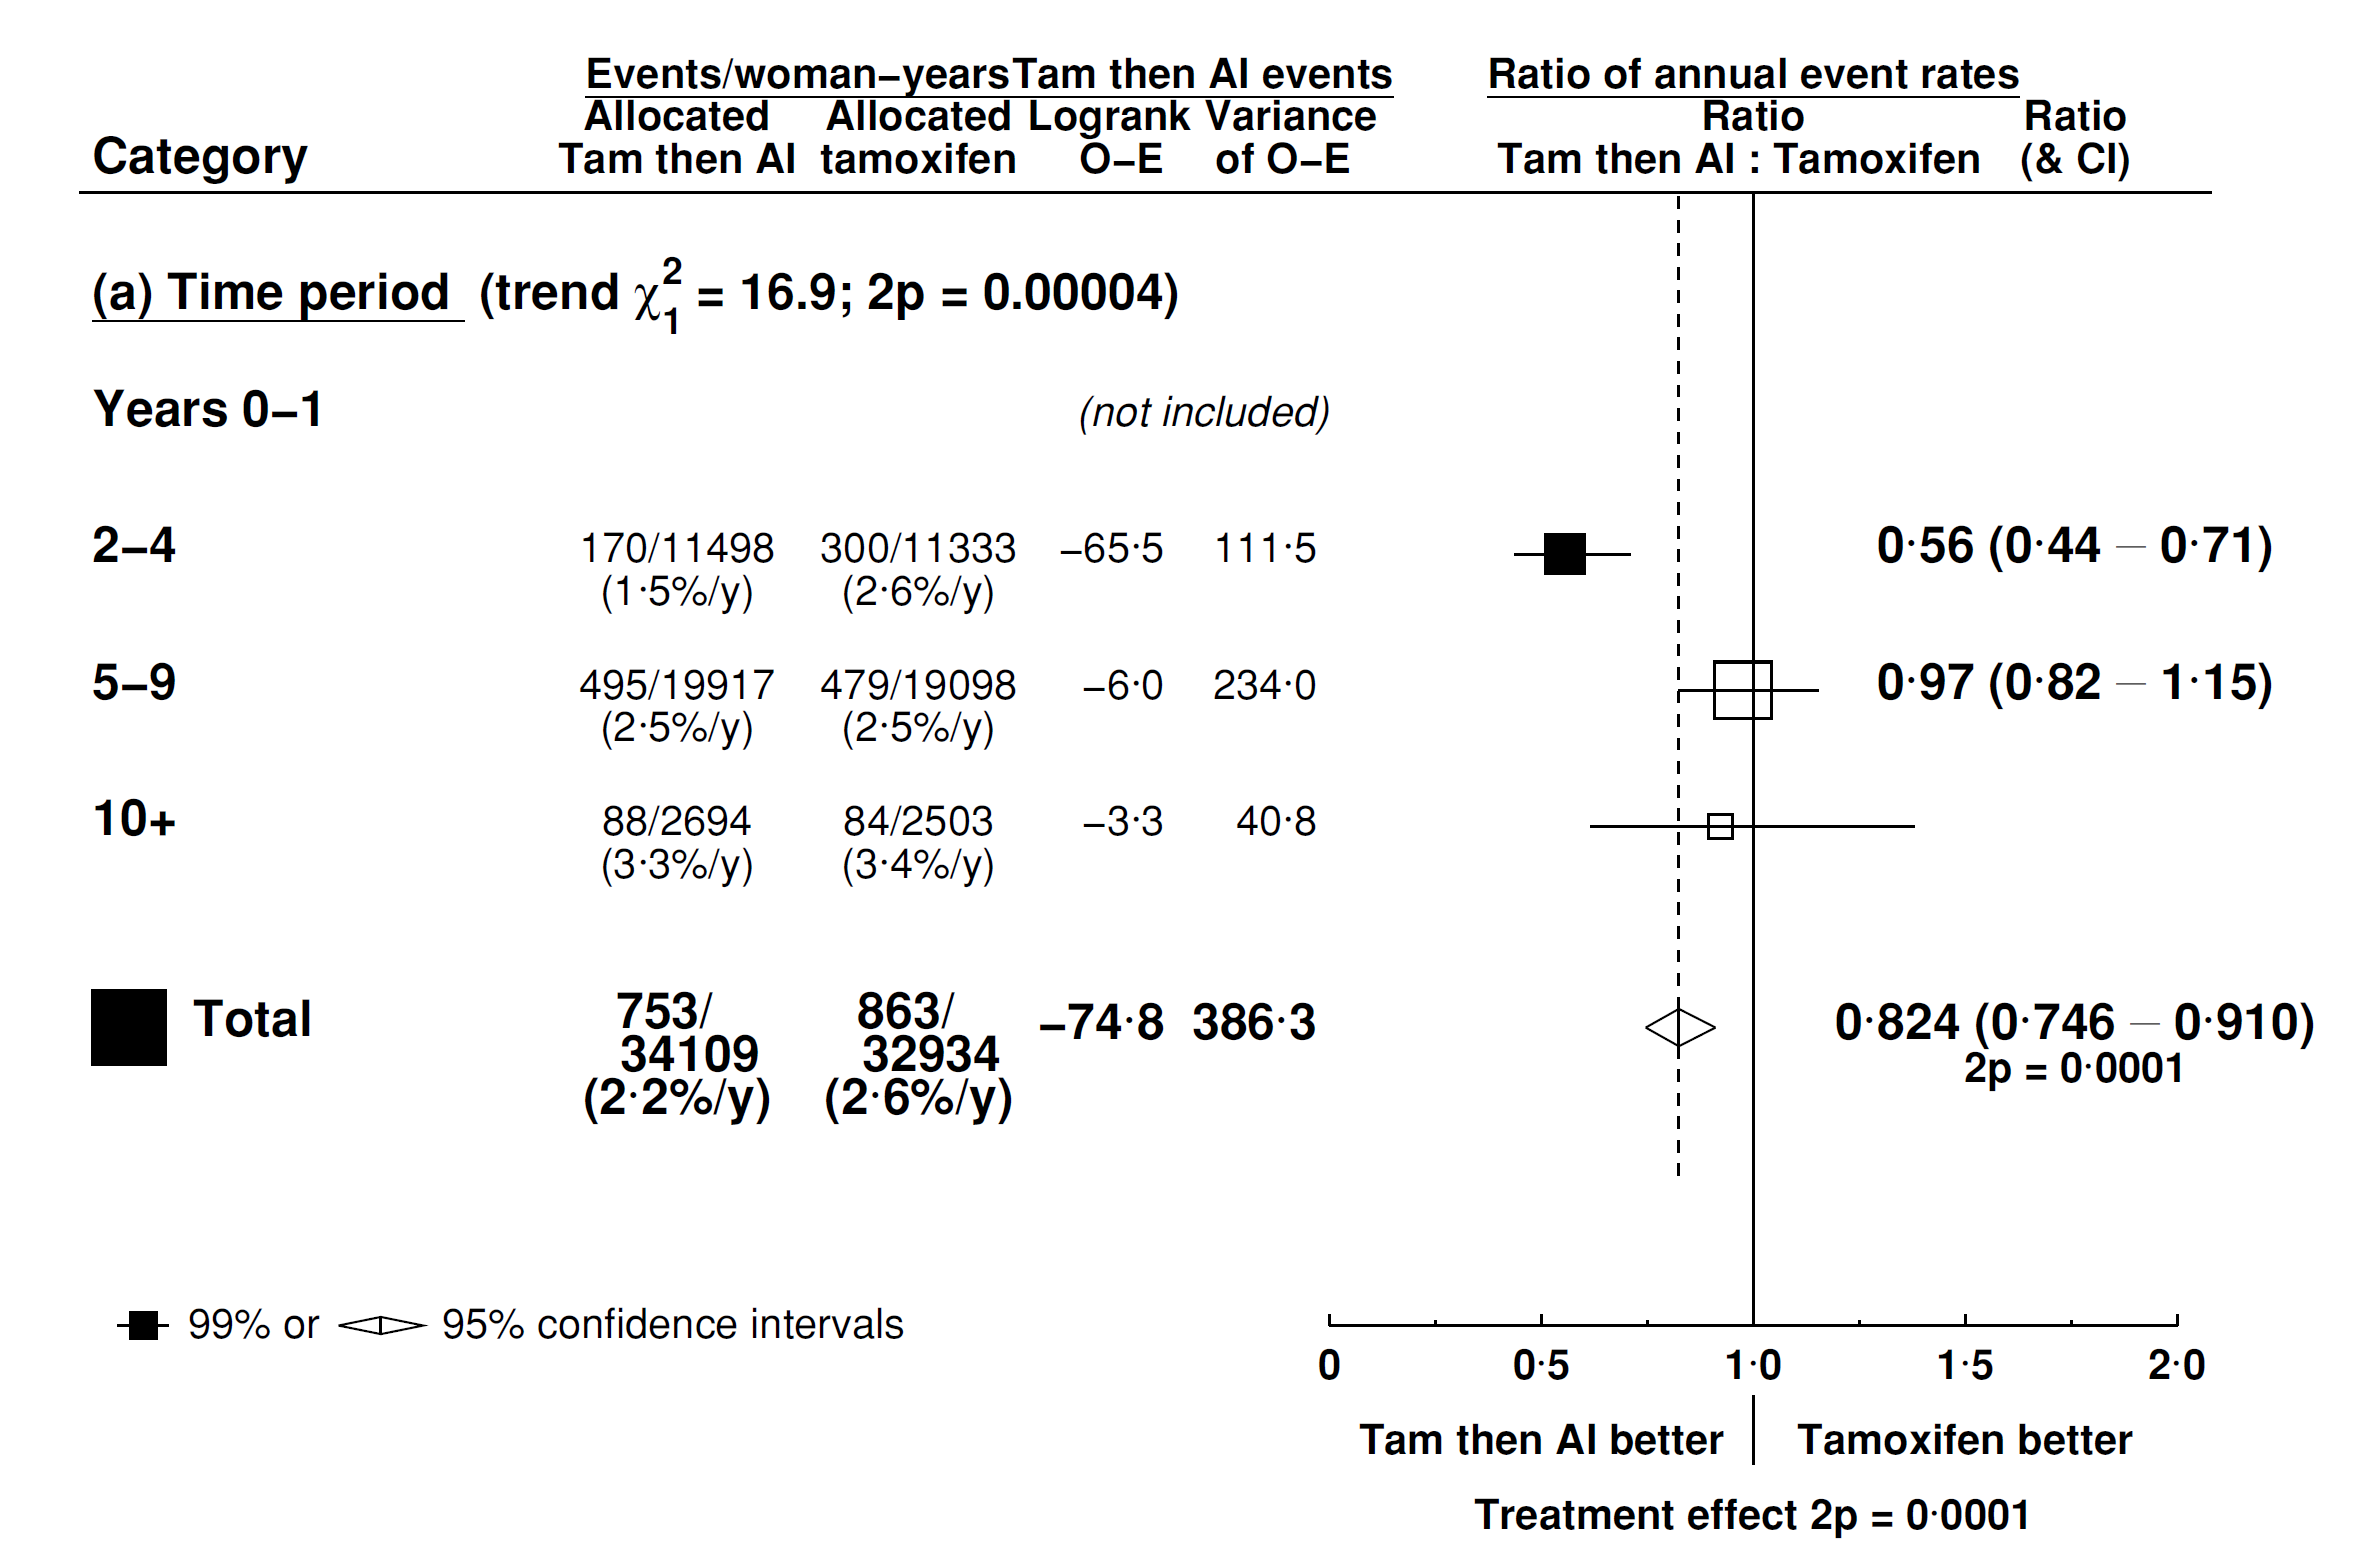 Events/woman–years Tam then AI events Ratio of annual event rates
Allocated Allocated Logrank Variance Ratio Ratio
Category Tam then AI tamoxifen O–E of O–E Tam then AI : Tamoxifen (& CI)
(a) Time period (trend χ²₁ = 16.9; 2p = 0.00004)
Years 0–1 (not included)
2–4 170/11498 300/11333 –65·5 111·5 0·56 (0·44 – 0·71)
(1·5%/y) (2·6%/y)
5–9 495/19917 479/19098 –6·0 234·0 0·97 (0·82 – 1·15)
(2·5%/y) (2·5%/y)
10+ 88/2694 84/2503 –3·3 40·8
(3·3%/y) (3·4%/y)
Total 753/ 863/ –74·8 386·3 0·824 (0·746 – 0·910)
34109 32934 2p = 0·0001
(2·2%/y) (2·6%/y)
99% or 95% confidence intervals
0 0·5 1·0 1·5 2·0
Tam then AI better Tamoxifen better
Treatment effect 2p = 0·0001